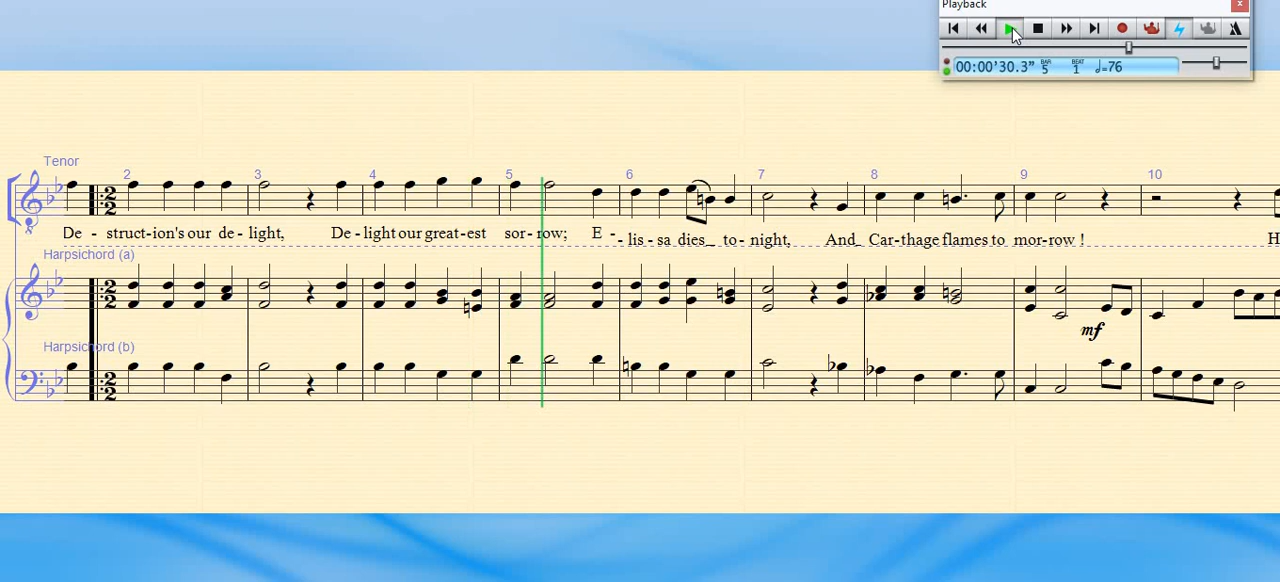 Playback
00:00'30.3" BAR 5 BEAT 1 ♩=76
Tenor
2 3 4 5 6 7 8 9 10
De - struct-ion's our de - light, De - light our great-est sor- row; E - - lis - sa dies_ to - night, And_ Car-thage flames to mor-row ! H
Harpsichord (a)
mf
Harpsichord (b)